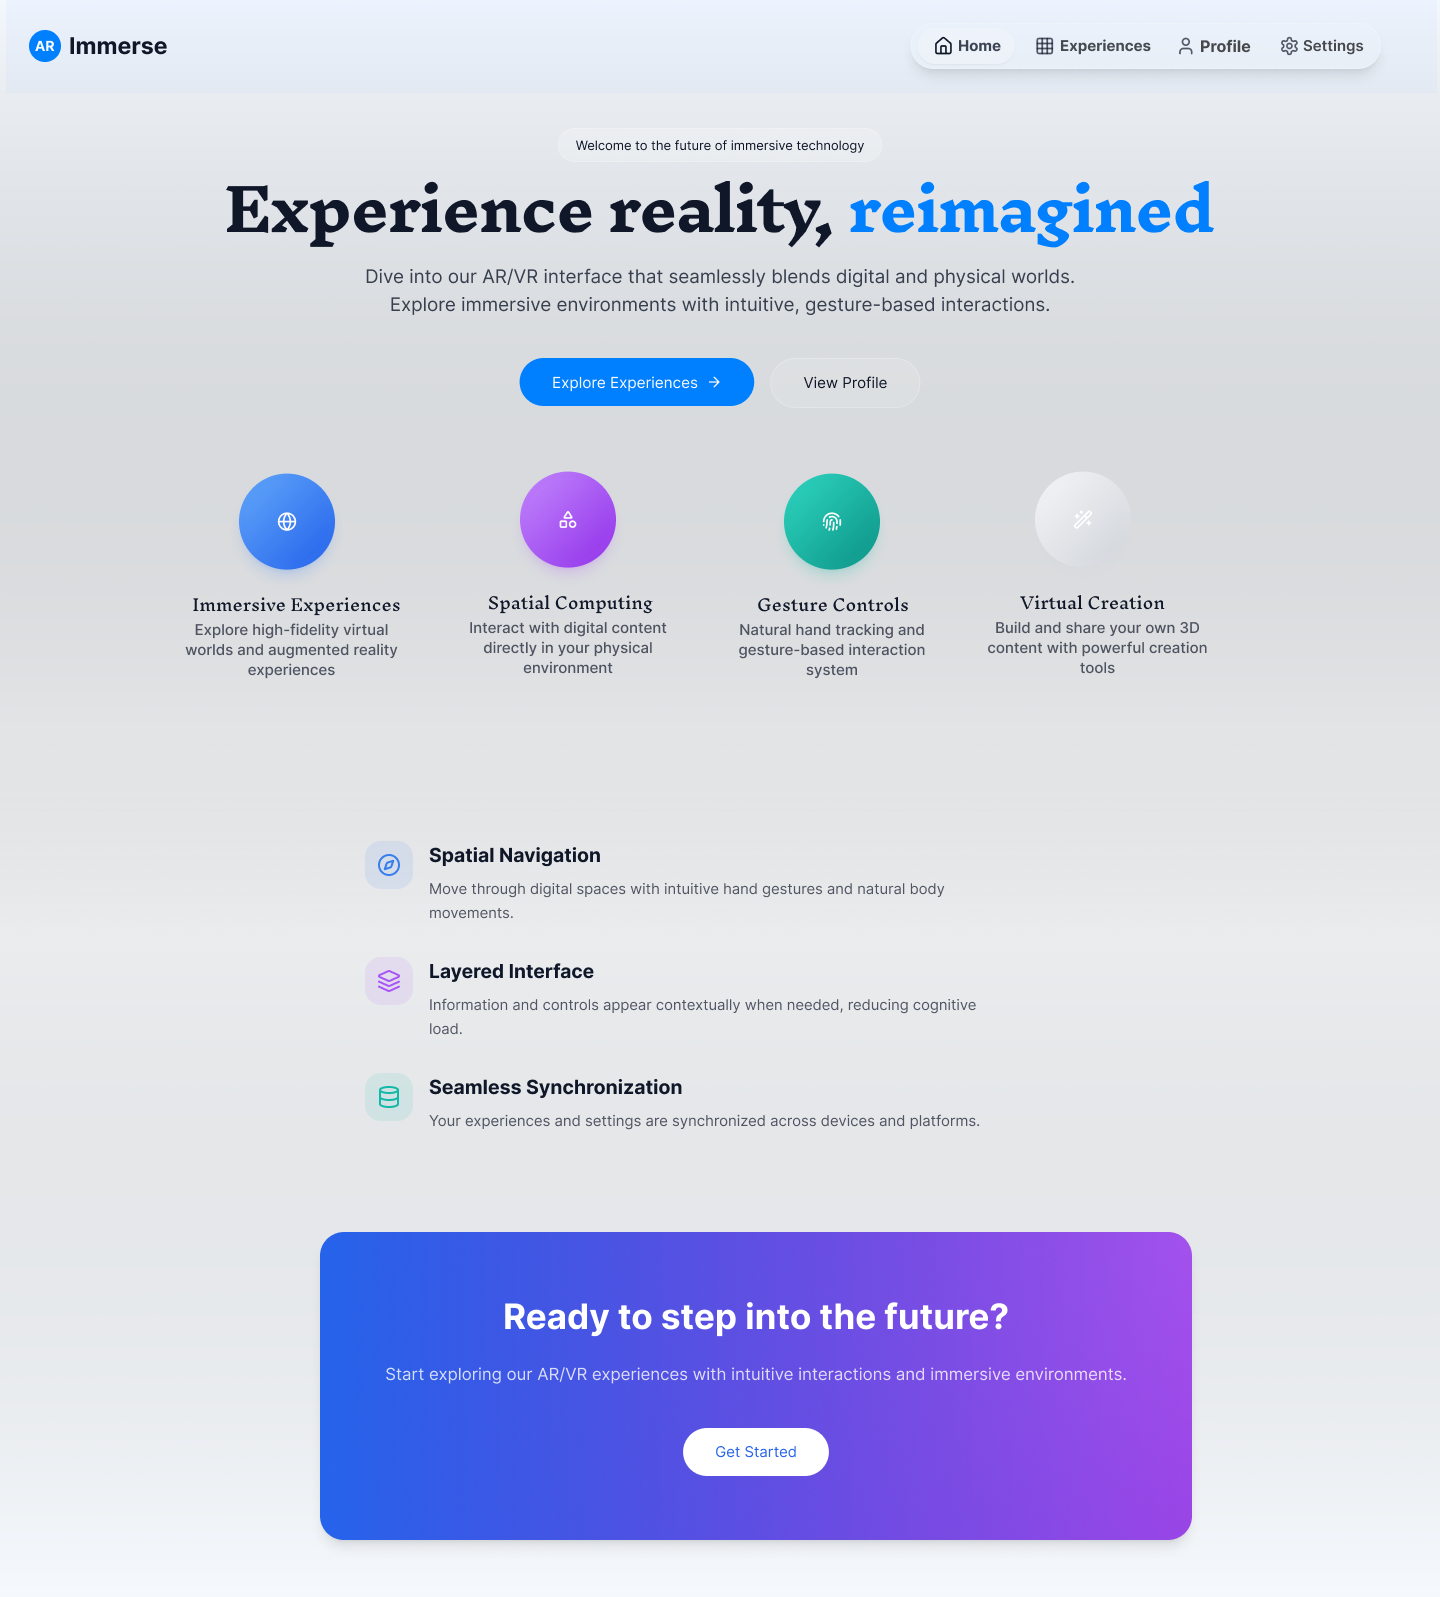 AR Immerse
Home Experiences Profile Settings
Welcome to the future of immersive technology
Experience reality, reimagined
Dive into our AR/VR interface that seamlessly blends digital and physical worlds.
Explore immersive environments with intuitive, gesture-based interactions.
Explore Experiences → View Profile
Immersive Experiences
Explore high-fidelity virtual
worlds and augmented reality
experiences
Spatial Computing
Interact with digital content
directly in your physical
environment
Gesture Controls
Natural hand tracking and
gesture-based interaction
system
Virtual Creation
Build and share your own 3D
content with powerful creation
tools
Spatial Navigation
Move through digital spaces with intuitive hand gestures and natural body
movements.
Layered Interface
Information and controls appear contextually when needed, reducing cognitive
load.
Seamless Synchronization
Your experiences and settings are synchronized across devices and platforms.
Ready to step into the future?
Start exploring our AR/VR experiences with intuitive interactions and immersive environments.
Get Started